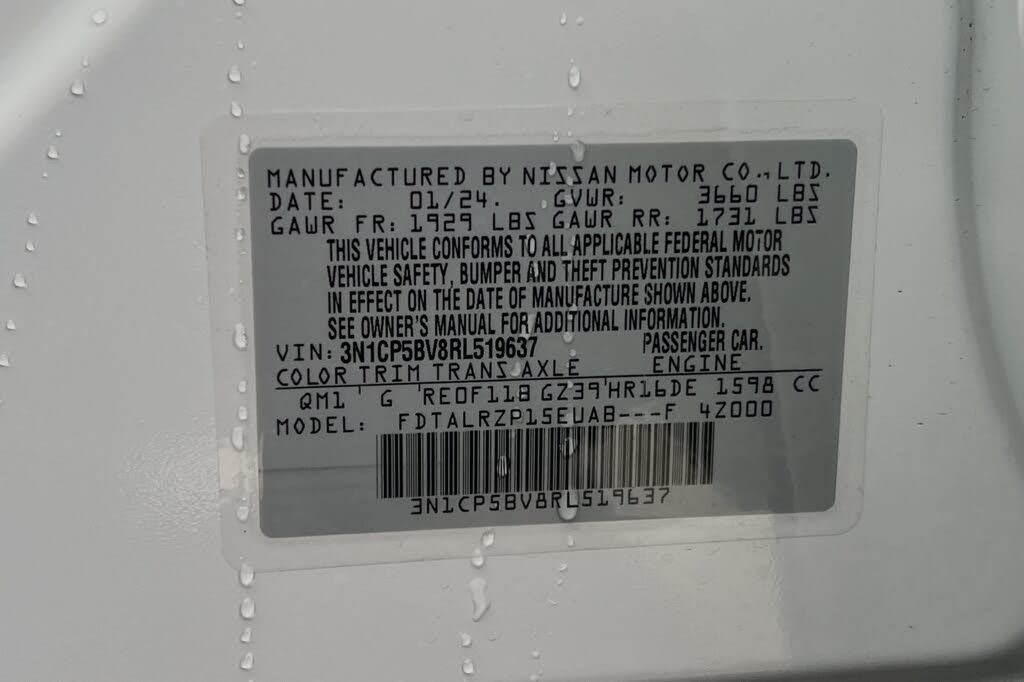 MANUFACTURED BY NISSAN MOTOR CO., LTD.
DATE: 01/24. GVWR: 3660 LBS
GAWR FR: 1929 LBS GAWR RR: 1731 LBS
THIS VEHICLE CONFORMS TO ALL APPLICABLE FEDERAL MOTOR
VEHICLE SAFETY, BUMPER AND THEFT PREVENTION STANDARDS
IN EFFECT ON THE DATE OF MANUFACTURE SHOWN ABOVE.
SEE OWNER'S MANUAL FOR ADDITIONAL INFORMATION.
VIN: 3N1CP5BV8RL519637 PASSENGER CAR.
COLOR TRIM TRANS AXLE ENGINE
QM1 ' G 'RE0F11B GZ39'HR16DE 1598 CC
MODEL: FDTALRZP15EUAB---F 4Z000
3N1CP5BV8RL519637